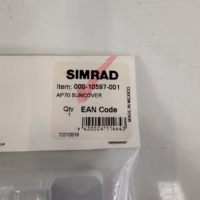 SIMRAD
Item: 000-10597-001
AP70 SUNCOVER
Qty EAN Code
1
7/27/2016
MADE IN MEXICO